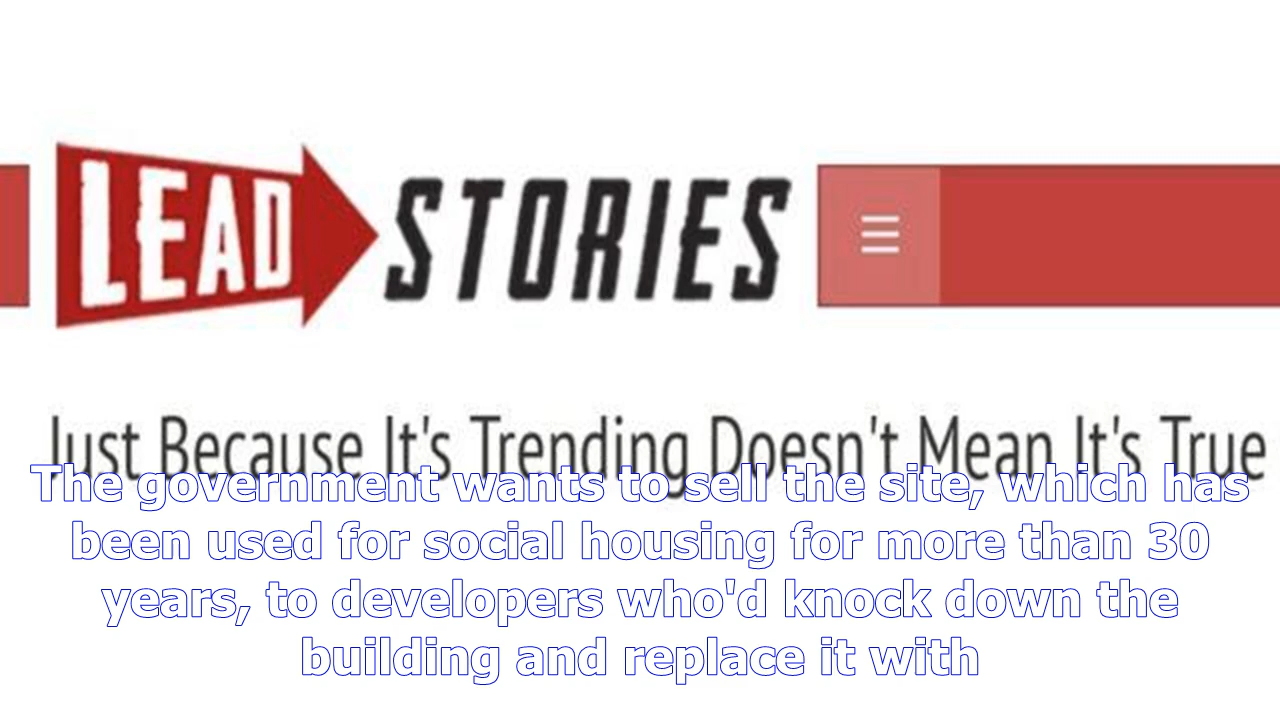 LEAD STORIES
Just Because It's Trending Doesn't Mean It's True
The government wants to sell the site, which has
been used for social housing for more than 30
years, to developers who'd knock down the
building and replace it with